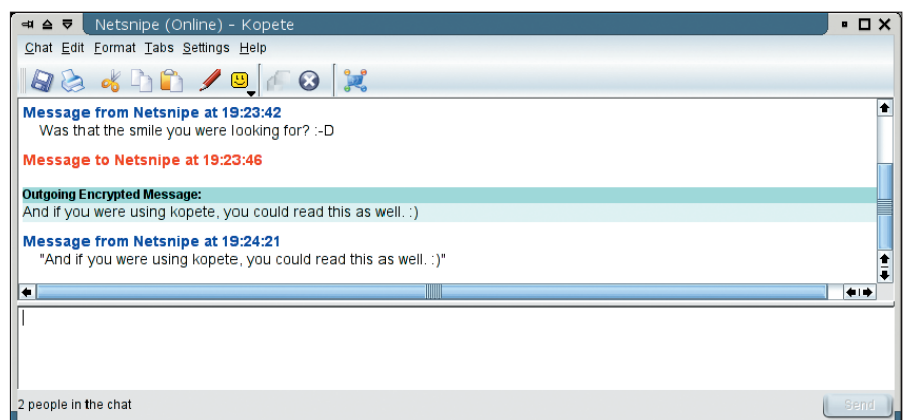 Netsnipe (Online) - Kopete
Chat Edit Format Tabs Settings Help
Message from Netsnipe at 19:23:42
Was that the smile you were looking for? :-D
Message to Netsnipe at 19:23:46
Outgoing Encrypted Message:
And if you were using kopete, you could read this as well. :)
Message from Netsnipe at 19:24:21
"And if you were using kopete, you could read this as well. :)"
2 people in the chat
Send